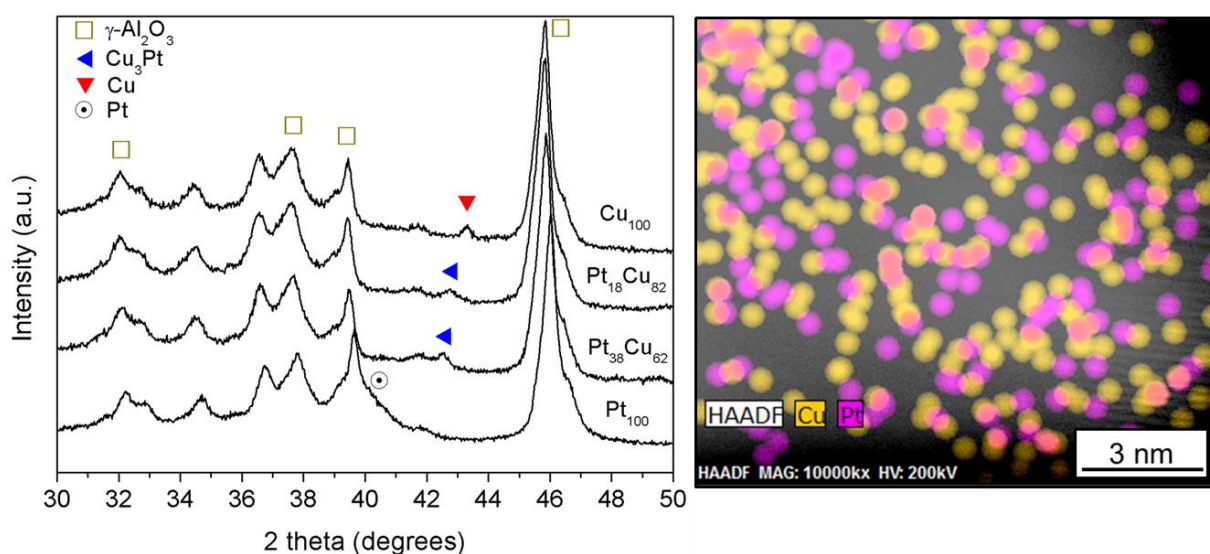 γ-Al₂O₃
Cu₃Pt
Cu
Pt
Cu₁₀₀
Pt₁₈Cu₈₂
Pt₃₈Cu₆₂
Pt₁₀₀
Intensity (a.u.)
30 32 34 36 38 40 42 44 46 48 50
2 theta (degrees)
HAADF Cu Pt
3 nm
HAADF MAG: 10000kx HV: 200kV